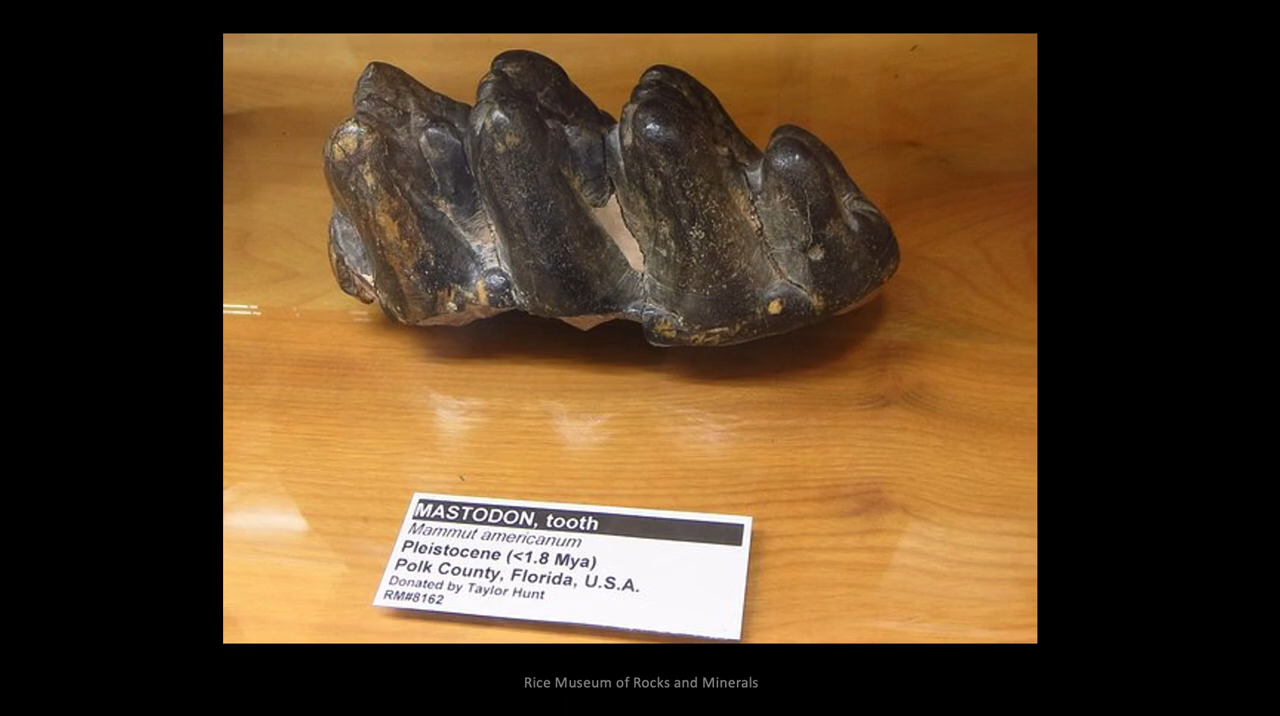 MASTODON, tooth
Mammut americanum
Pleistocene (<1.8 Mya)
Polk County, Florida, U.S.A.
Donated by Taylor Hunt
RM#8162
Rice Museum of Rocks and Minerals